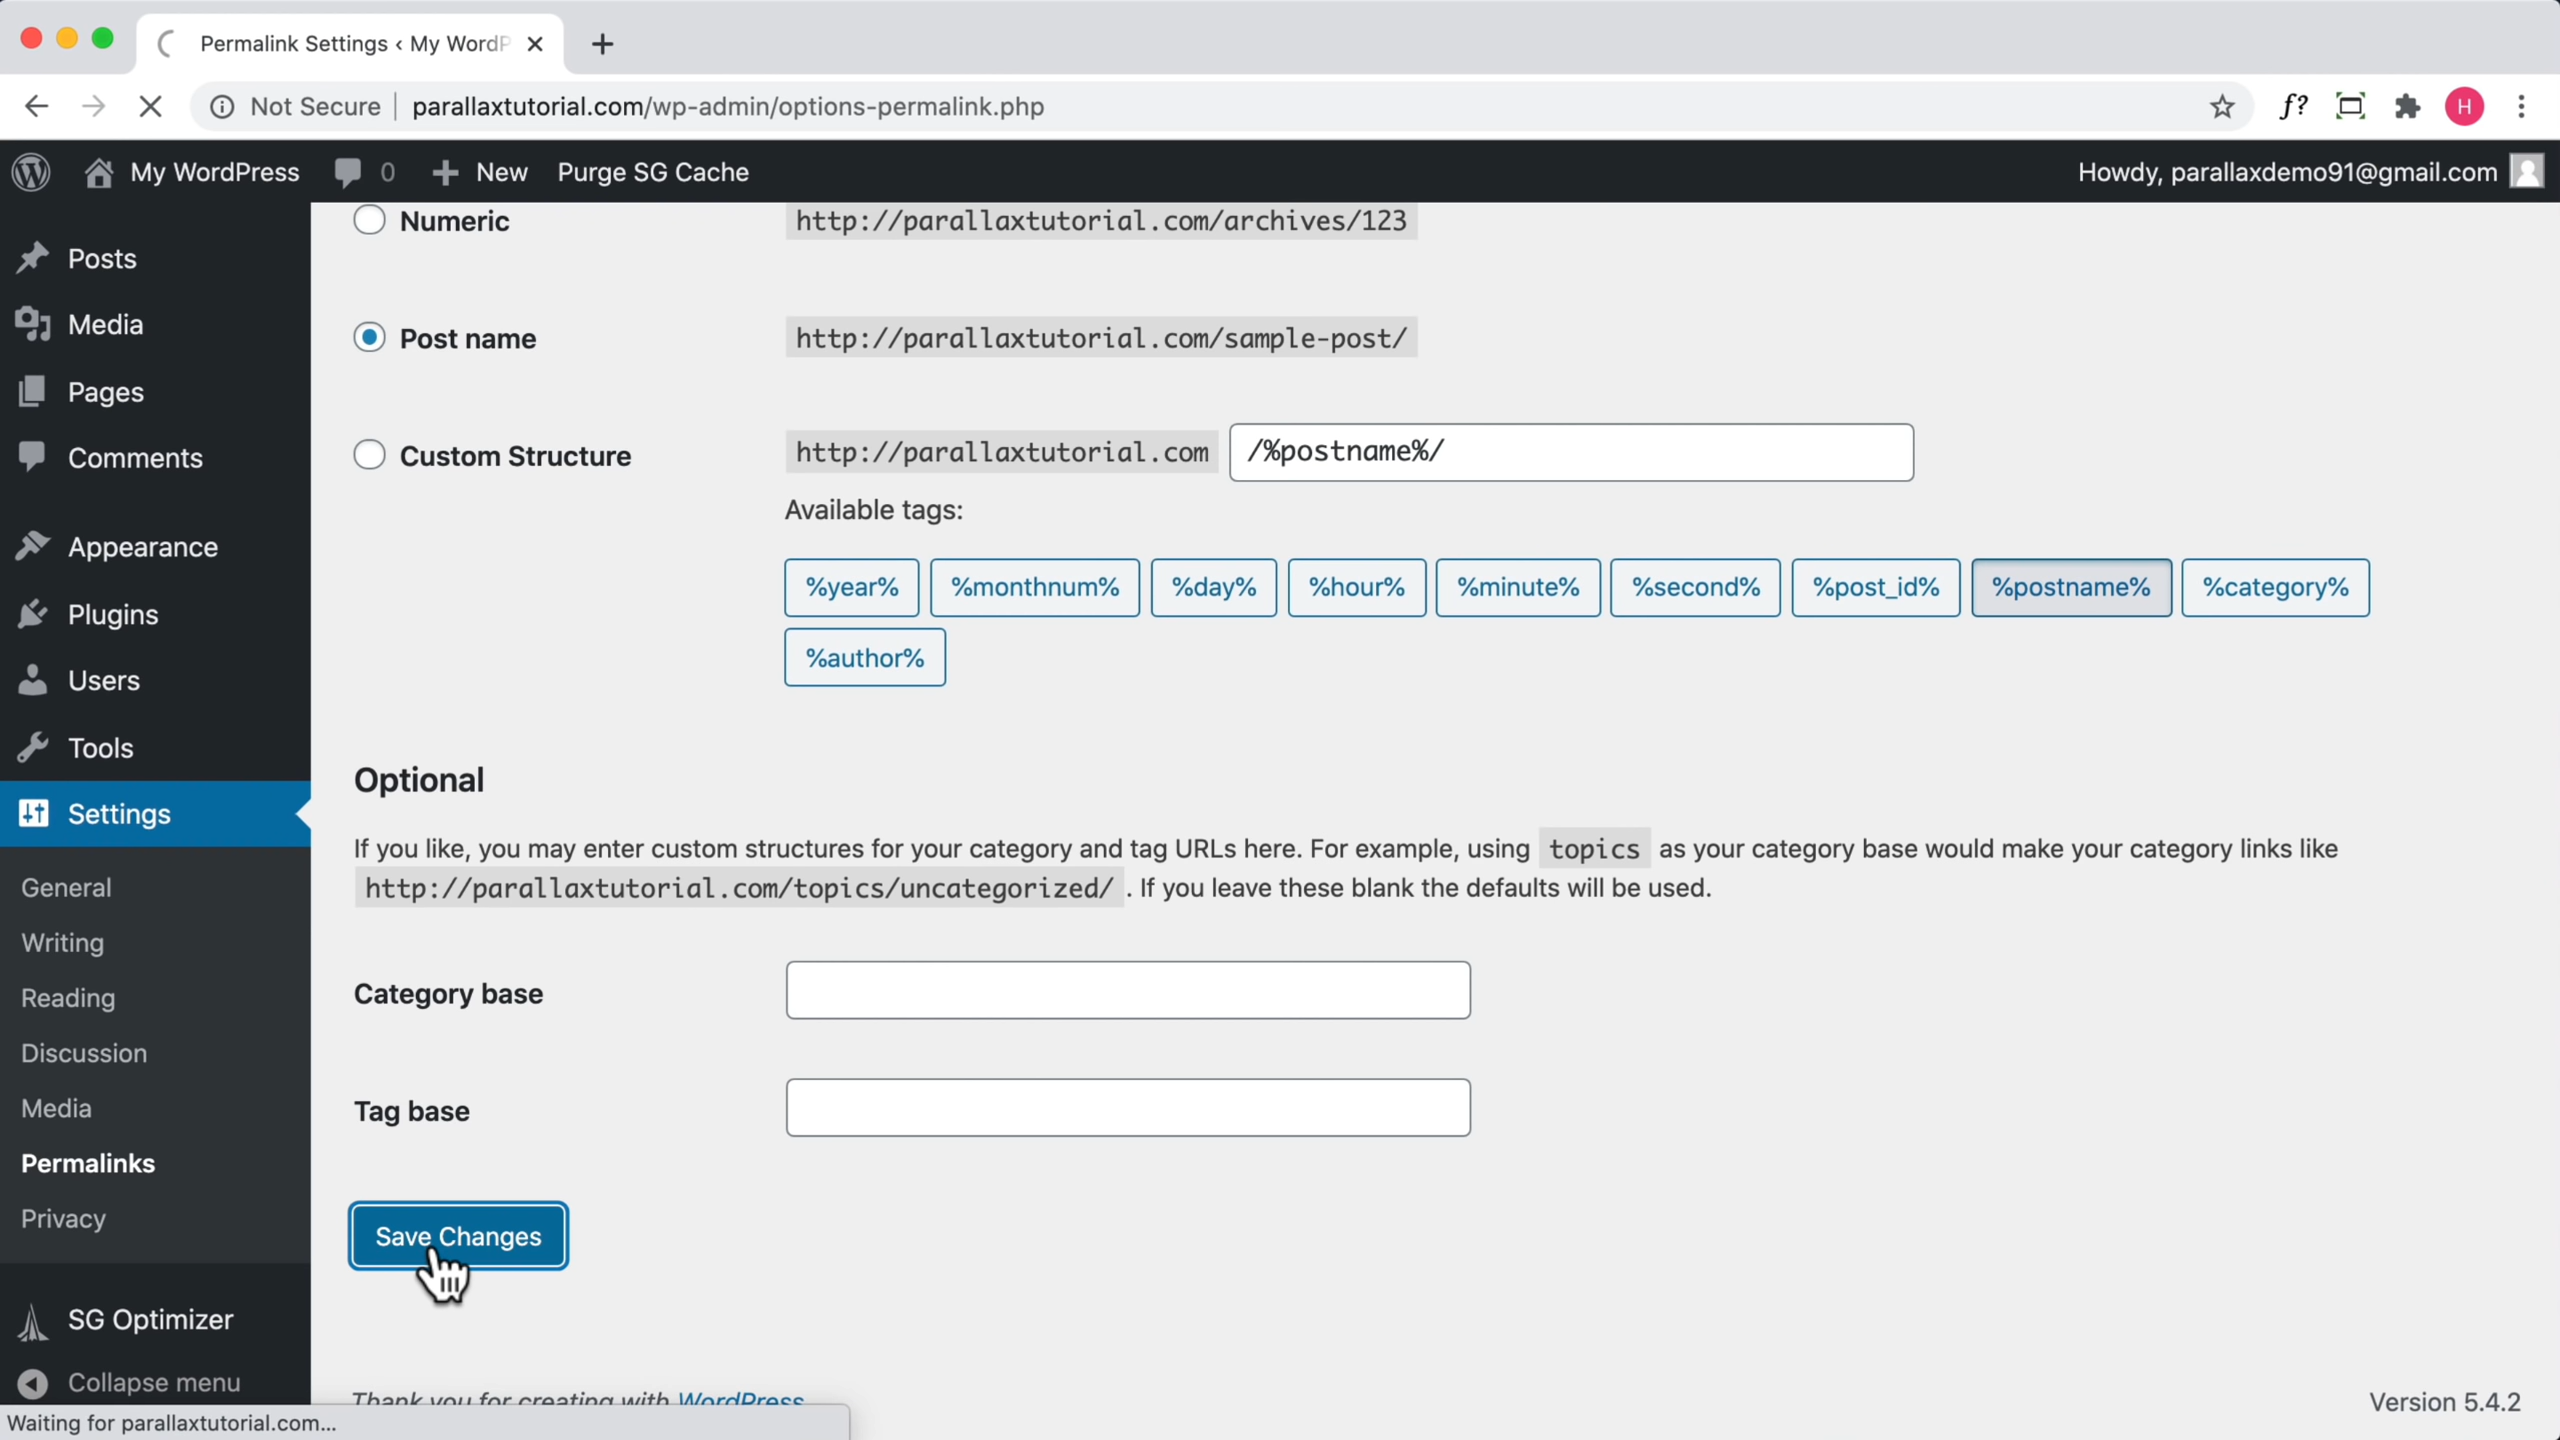 Permalink Settings ‹ My WordP
Not Secure parallaxtutorial.com/wp-admin/options-permalink.php
f?
H
My WordPress 0 New Purge SG Cache Howdy, parallaxdemo91@gmail.com
Posts
Media
Pages
Comments
Appearance
Plugins
Users
Tools
Settings
General
Writing
Reading
Discussion
Media
Permalinks
Privacy
SG Optimizer
Collapse menu
Numeric http://parallaxtutorial.com/archives/123
Post name http://parallaxtutorial.com/sample-post/
Custom Structure http://parallaxtutorial.com /%postname%/
Available tags:
%year% %monthnum% %day% %hour% %minute% %second% %post_id% %postname% %category%
%author%
Optional
If you like, you may enter custom structures for your category and tag URLs here. For example, using topics as your category base would make your category links like
http://parallaxtutorial.com/topics/uncategorized/ . If you leave these blank the defaults will be used.
Category base
Tag base
Save Changes
Thank you for creating with WordPress
Version 5.4.2
Waiting for parallaxtutorial.com...